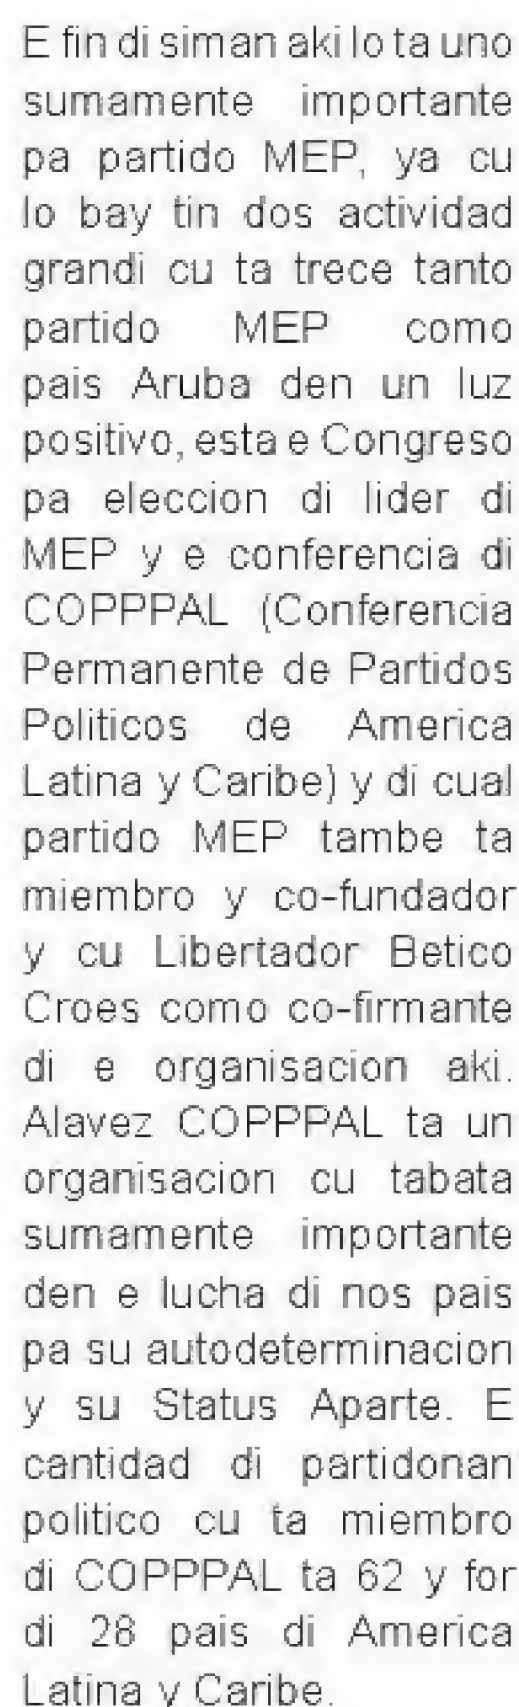 E fin di siman aki lo ta uno
sumamente importante
pa partido MEP, ya cu
lo bay tin dos actividad
grandi cu ta trece tanto
partido MEP como
pais Aruba den un luz
positivo, esta e Congreso
pa eleccion di lider di
MEP y e conferencia di
COPPPAL (Conferencia
Permanente de Partidos
Politicos de America
Latina y Caribe) y di cual
partido MEP tambe ta
miembro y co-fundador
y cu Libertador Betico
Croes como co-firmante
di e organisacion aki.
Alavez COPPPAL ta un
organisacion cu tabata
sumamente importante
den e lucha di nos pais
pa su autodeterminacion
y su Status Aparte. E
cantidad di partidonan
politico cu ta miembro
di COPPPAL ta 62 y for
di 28 pais di America
Latina y Caribe.